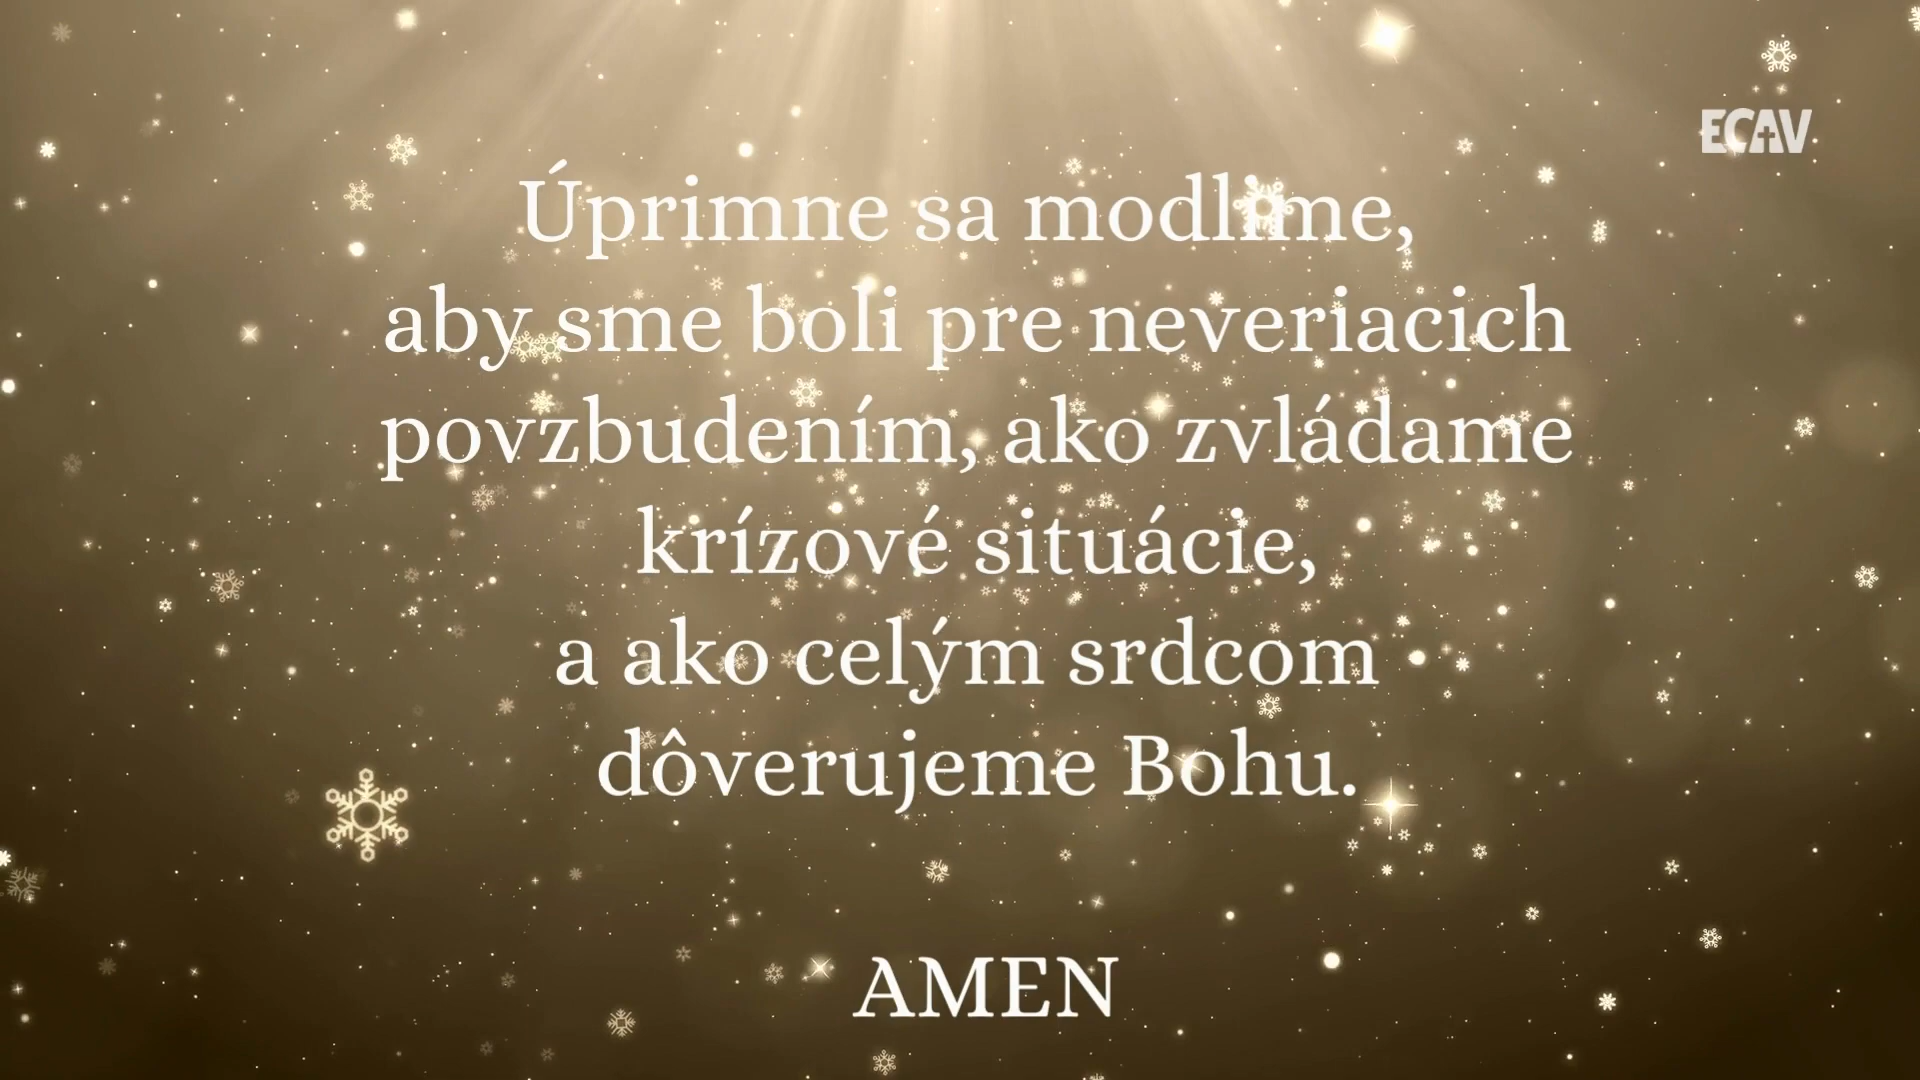 ECAV
Úprimne sa modlíme,
aby sme boli pre neveriacich
povzbudením, ako zvládame
krízové situácie,
a ako celým srdcom
dôverujeme Bohu.
AMEN